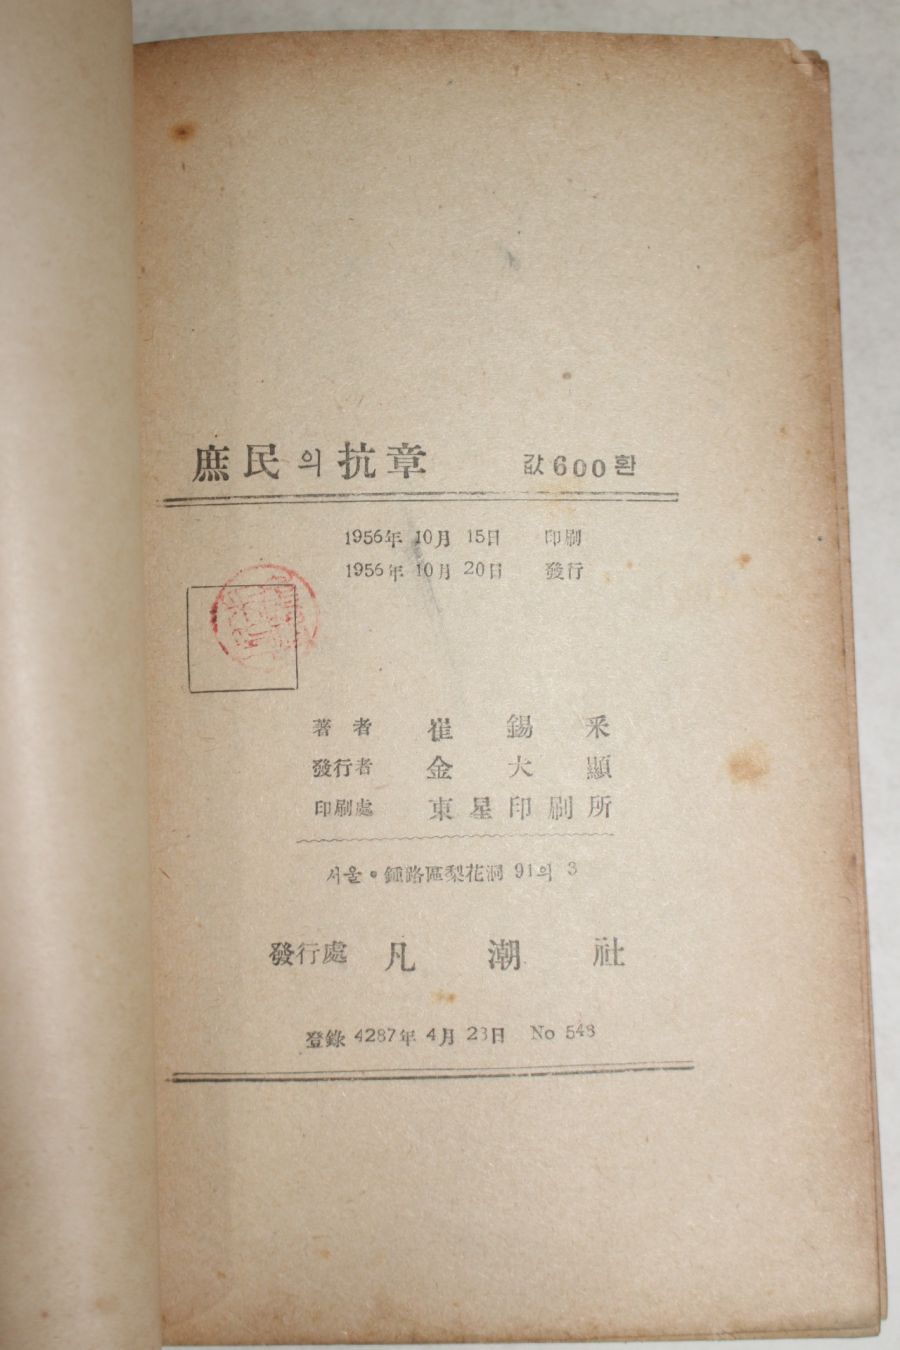 庶民의 抗章 값 600 환
1956年 10月 15日 印刷
1956年 10月 20日 發行
著者 崔錫采
發行者 金大顯
印刷處 東星印刷所
서울・鍾路區梨花洞 91의 3
發行處 凡潮社
登錄 4287年 4月 23日 No 548